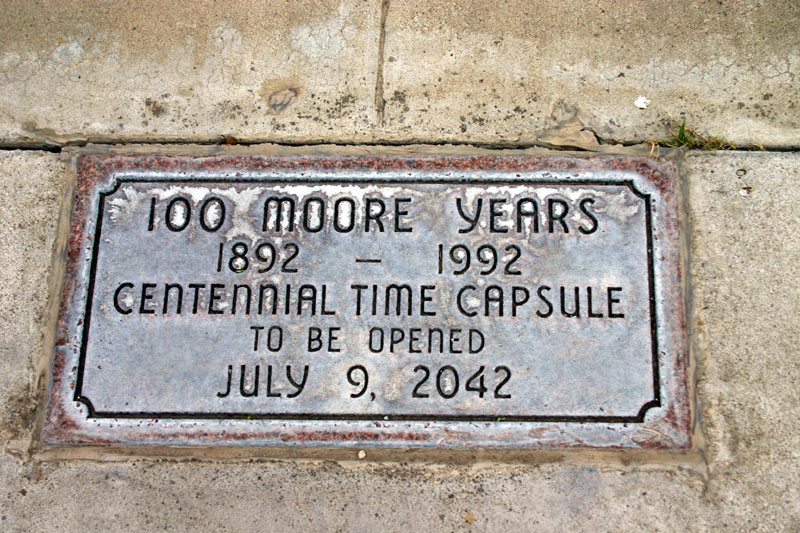 100 MOORE YEARS
1892 — 1992
CENTENNIAL TIME CAPSULE
TO BE OPENED
JULY 9, 2042